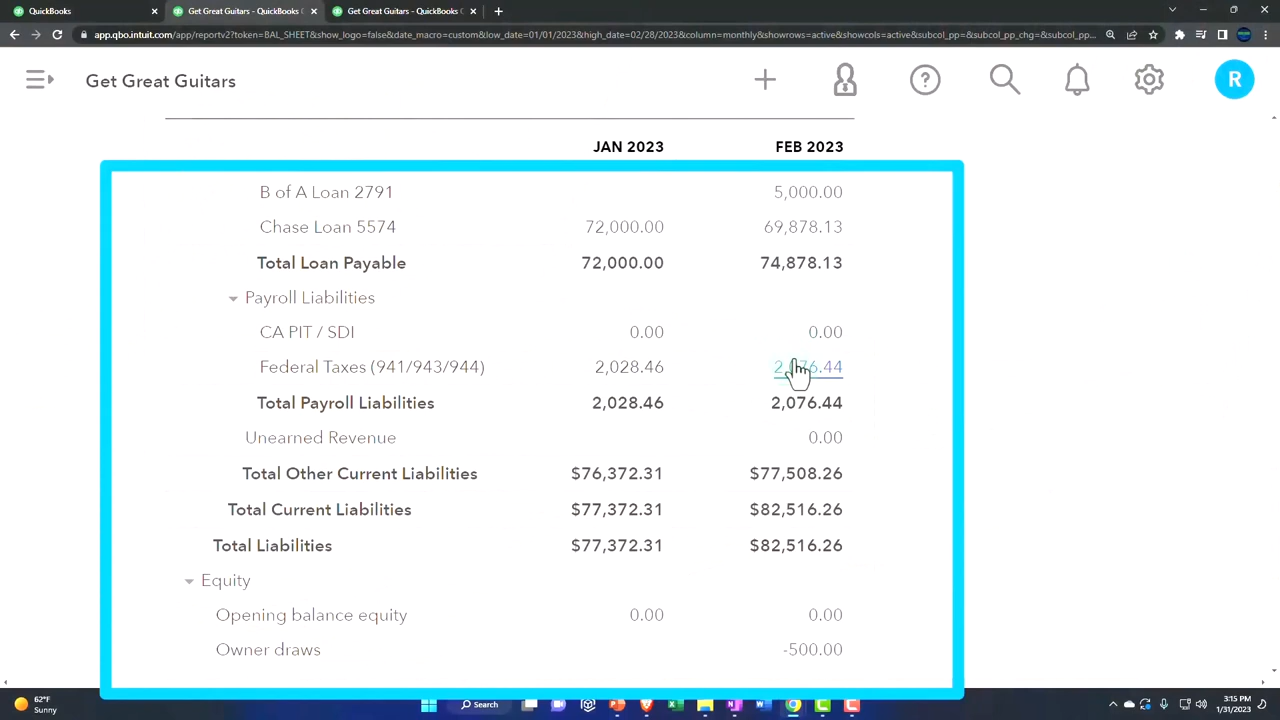 QuickBooks
Get Great Guitars - QuickBooks
Get Great Guitars - QuickBooks
app.qbo.intuit.com/app/reportv2?token=BAL_SHEET&show_logo=false&date_macro=custom&low_date=01/01/2023&high_date=02/28/2023&column=monthly&showrows=active&showcols=active&subcol_pp=&subcol_pp_chg=&subcol_py=&subcol_py...
Get Great Guitars
R
JAN 2023 FEB 2023
B of A Loan 2791 5,000.00
Chase Loan 5574 72,000.00 69,878.13
Total Loan Payable 72,000.00 74,878.13
Payroll Liabilities
CA PIT / SDI 0.00 0.00
Federal Taxes (941/943/944) 2,028.46 2,076.44
Total Payroll Liabilities 2,028.46 2,076.44
Unearned Revenue 0.00
Total Other Current Liabilities $76,372.31 $77,508.26
Total Current Liabilities $77,372.31 $82,516.26
Total Liabilities $77,372.31 $82,516.26
Equity
Opening balance equity 0.00 0.00
Owner draws -500.00
62°F
Sunny
Search
3:15 PM
1/31/2023